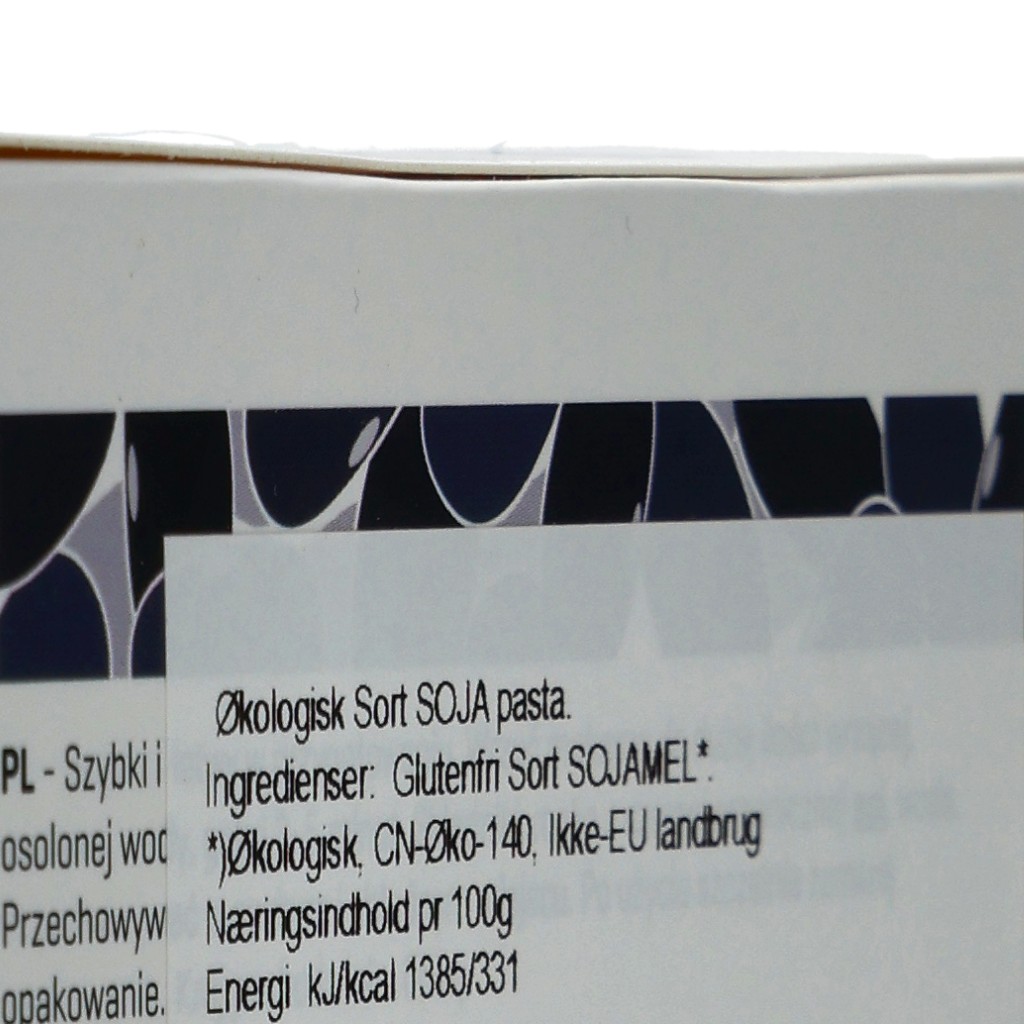 Økologisk Sort SOJA pasta.
Ingredienser: Glutenfri Sort SOJAMEL*.
*)Økologisk, CN-Øko-140, Ikke-EU landbrug
Næringsindhold pr 100g
Energi kJ/kcal 1385/331
PL - Szybki i
osolonej wod
Przechowyw
opakowanie.